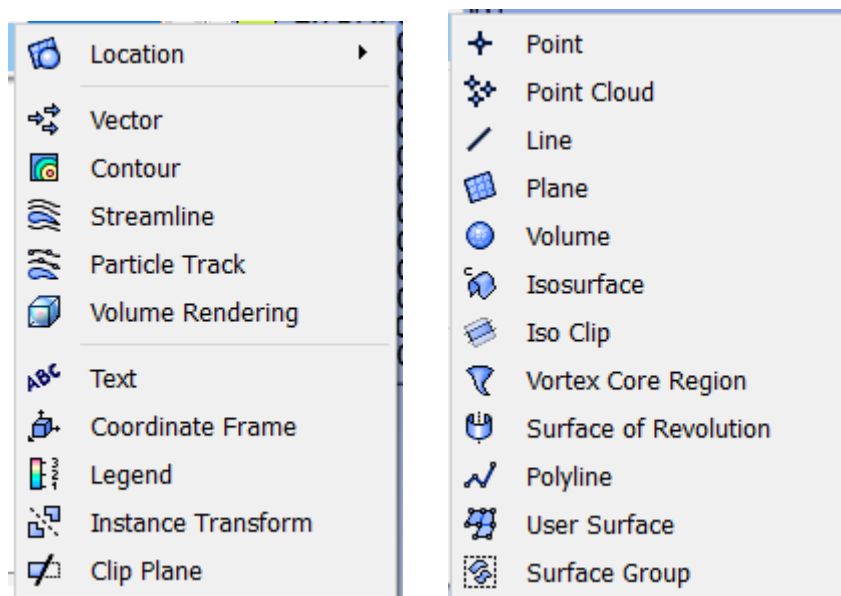 Location
Vector
Contour
Streamline
Particle Track
Volume Rendering
ABC Text
Coordinate Frame
Legend
Instance Transform
Clip Plane
Point
Point Cloud
Line
Plane
Volume
Isosurface
Iso Clip
Vortex Core Region
Surface of Revolution
Polyline
User Surface
Surface Group